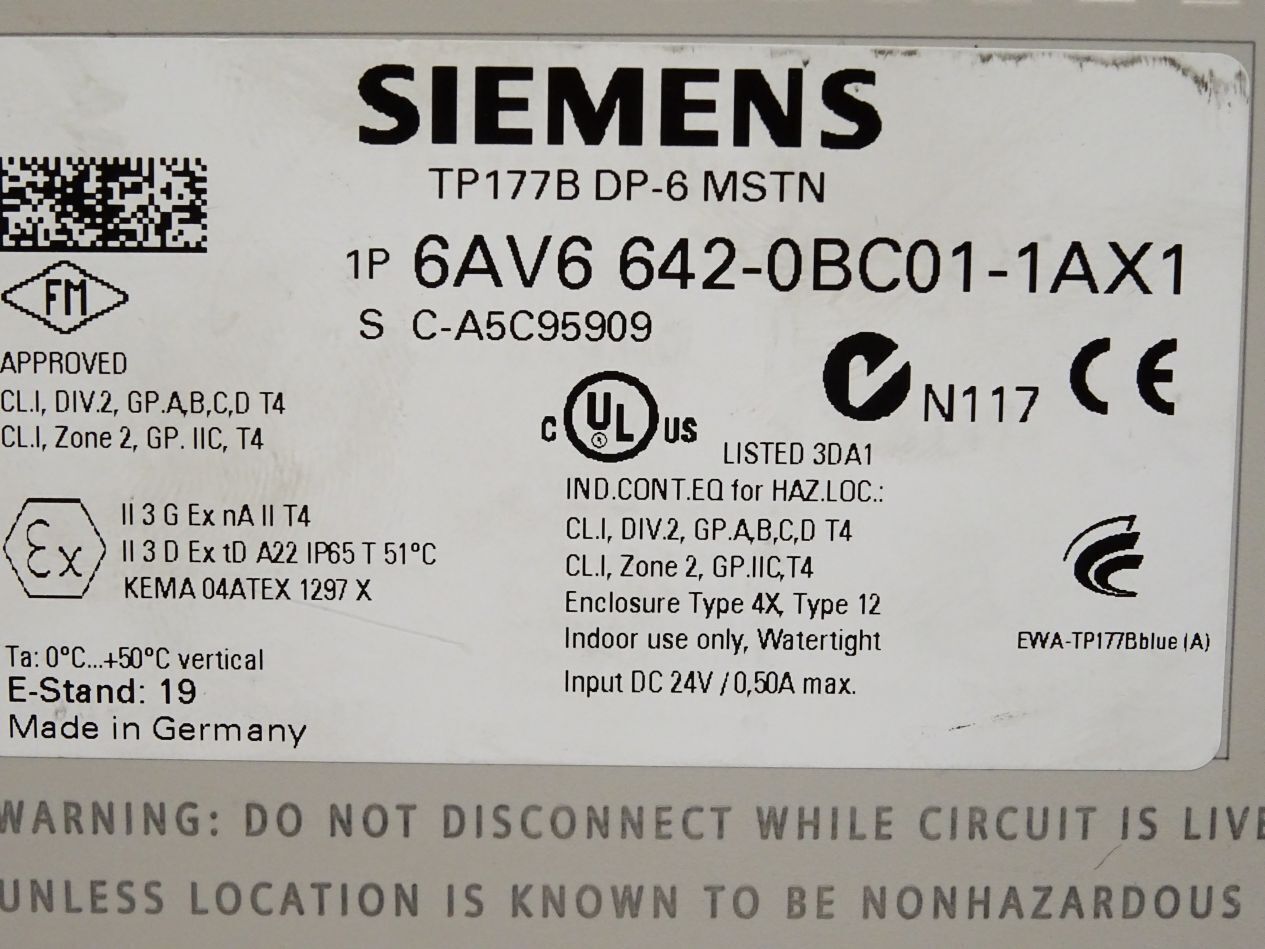 SIEMENS
TP177B DP-6 MSTN
1P 6AV6 642-0BC01-1AX1
S C-A5C95909
FM
APPROVED
CL.I, DIV.2, GP.A,B,C,D T4
CL.I, Zone 2, GP. IIC, T4
N117 CE
C UL US
LISTED 3DA1
IND.CONT.EQ for HAZ.LOC.:
CL.I, DIV.2, GP.A,B,C,D T4
CL.I, Zone 2, GP.IIC,T4
Enclosure Type 4X, Type 12
Indoor use only, Watertight
Input DC 24V / 0,50A max.
Ex
II 3 G Ex nA II T4
II 3 D Ex tD A22 IP65 T 51°C
KEMA 04ATEX 1297 X
EWA-TP177Bblue (A)
Ta: 0°C...+50°C vertical
E-Stand: 19
Made in Germany
WARNING: DO NOT DISCONNECT WHILE CIRCUIT IS LIVE
UNLESS LOCATION IS KNOWN TO BE NONHAZARDOUS